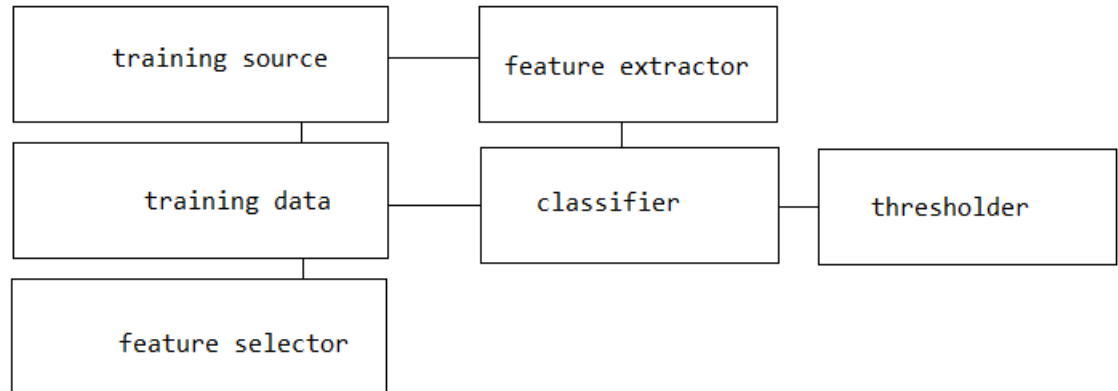 training source
feature extractor
training data
classifier
thresholder
feature selector